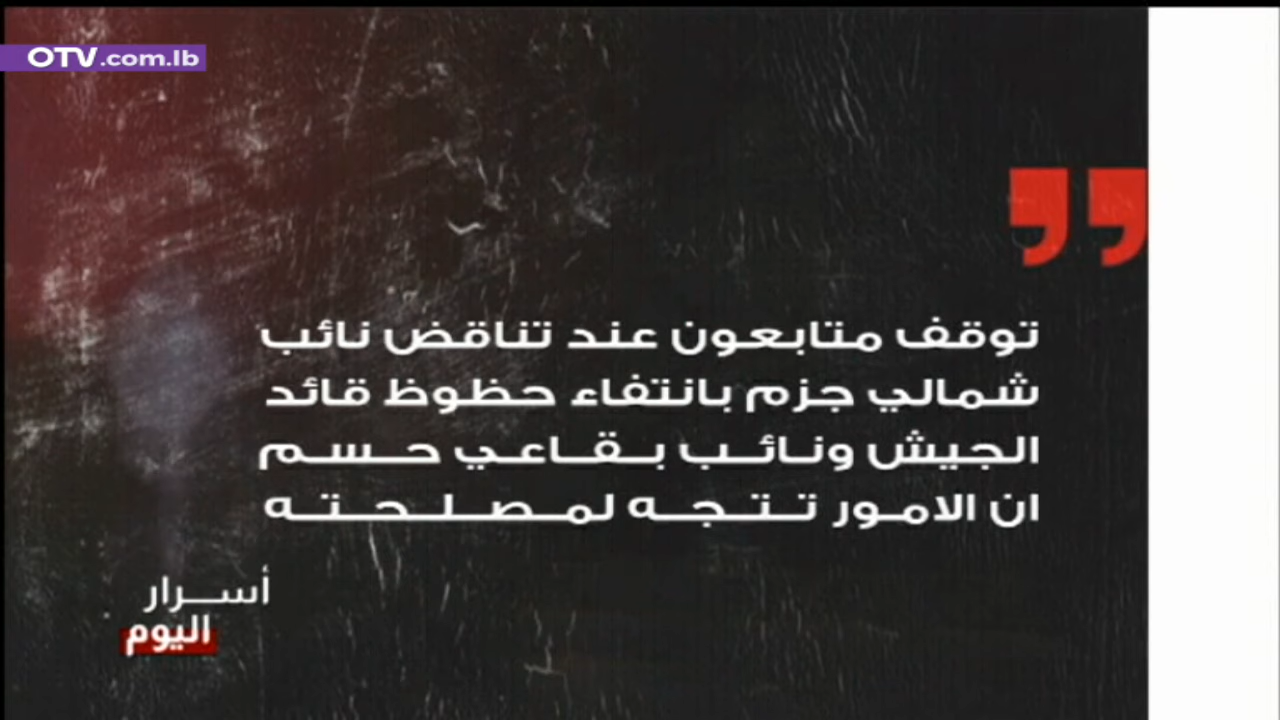 OTV.com.lb
توقف متابعون عند تناقض نائب
شمالي جزم بانتفاء حظوظ قائد
الجيش ونائب بقاعي حسم
ان الامور تتجه لمصلحته
أسرار
اليوم